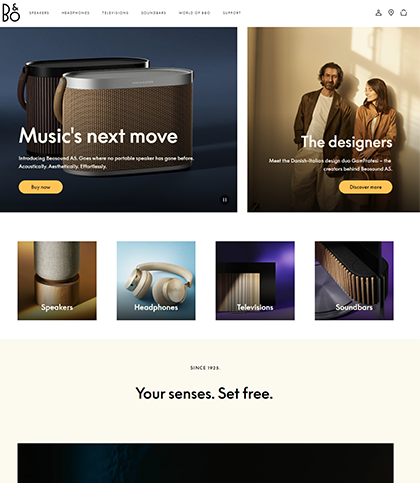 B&O
SPEAKERS HEADPHONES TELEVISIONS SOUNDBARS WORLD OF B&O SUPPORT
Music's next move
Introducing Beosound A5. Goes where no portable speaker has gone before.
Acoustically. Aesthetically. Effortlessly.
Buy now
The designers
Meet the Danish-Italian design duo GamFratesi – the
creators behind Beosound A5.
Discover more
Speakers
Headphones
Televisions
Soundbars
SINCE 1925.
Your senses. Set free.